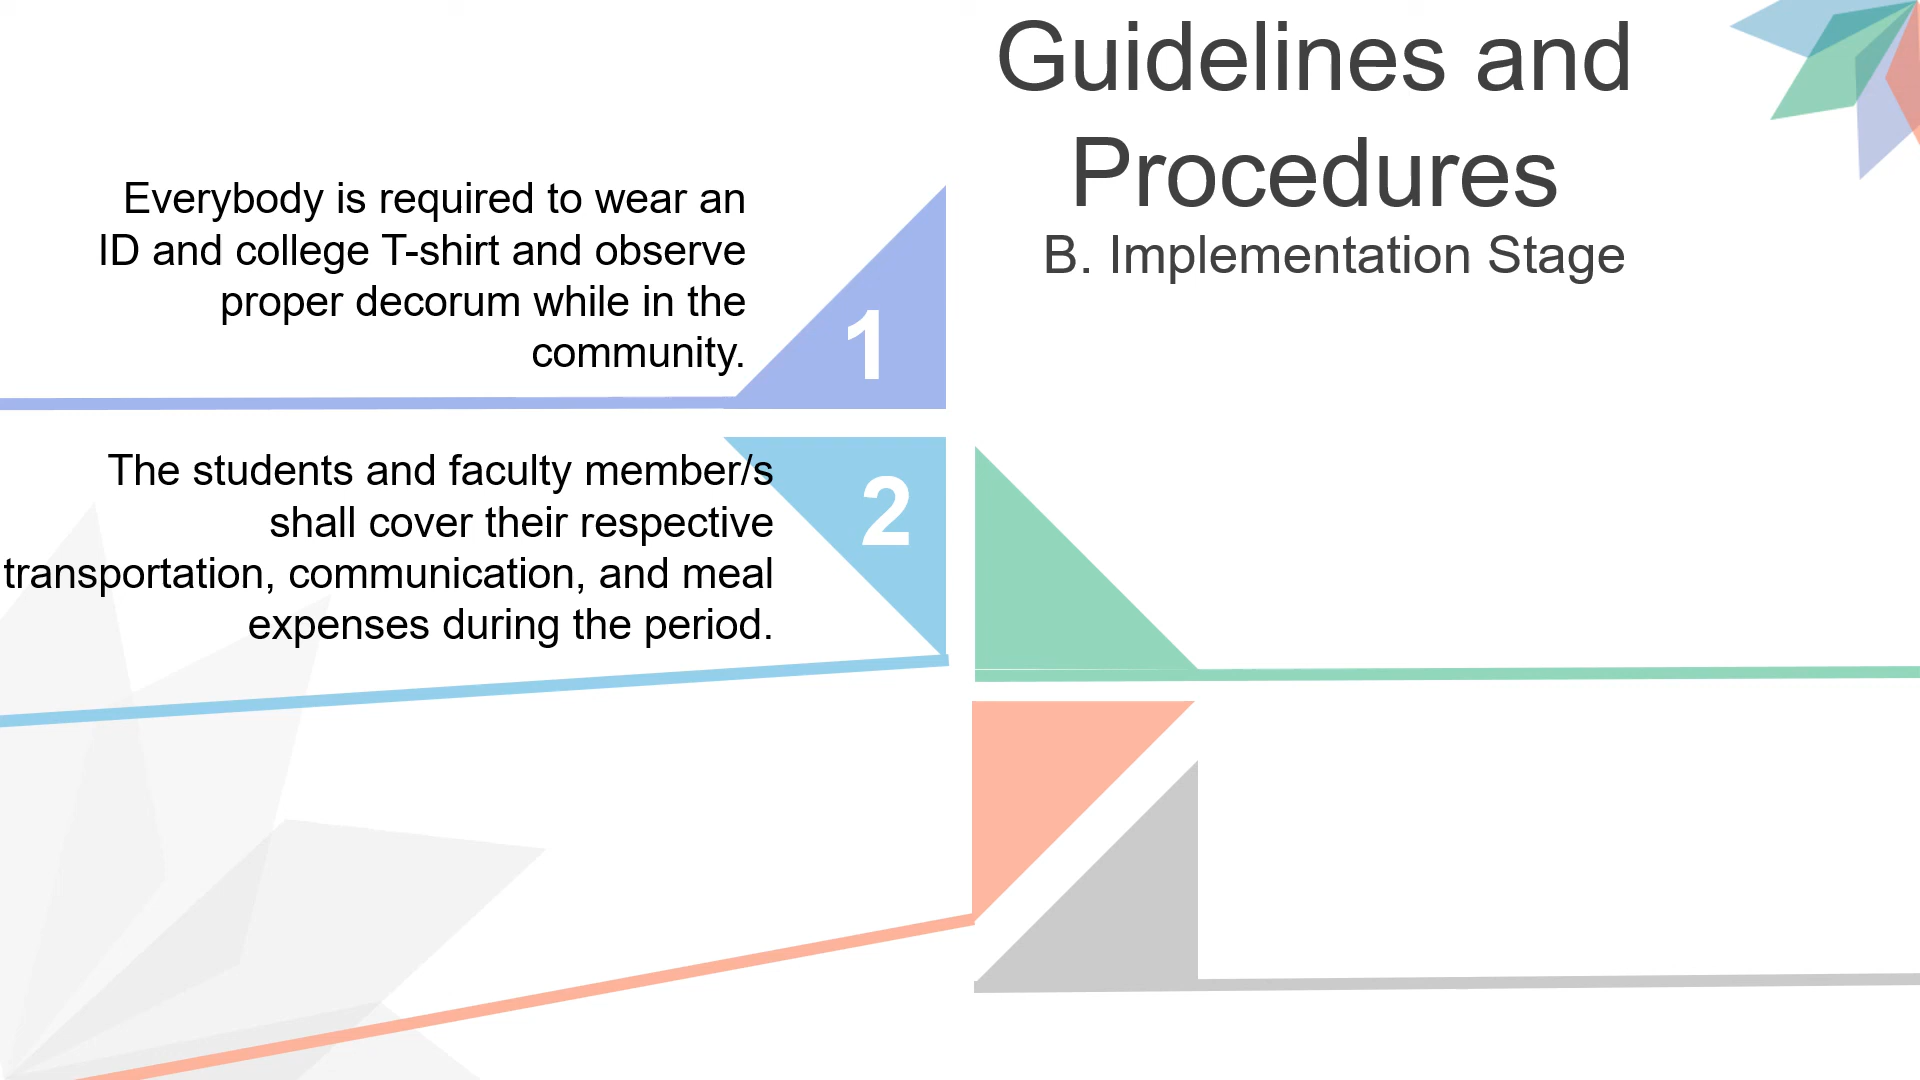 Guidelines and
Procedures
B. Implementation Stage
Everybody is required to wear an
ID and college T-shirt and observe
proper decorum while in the
community.
1
The students and faculty member/s
shall cover their respective
transportation, communication, and meal
expenses during the period.
2